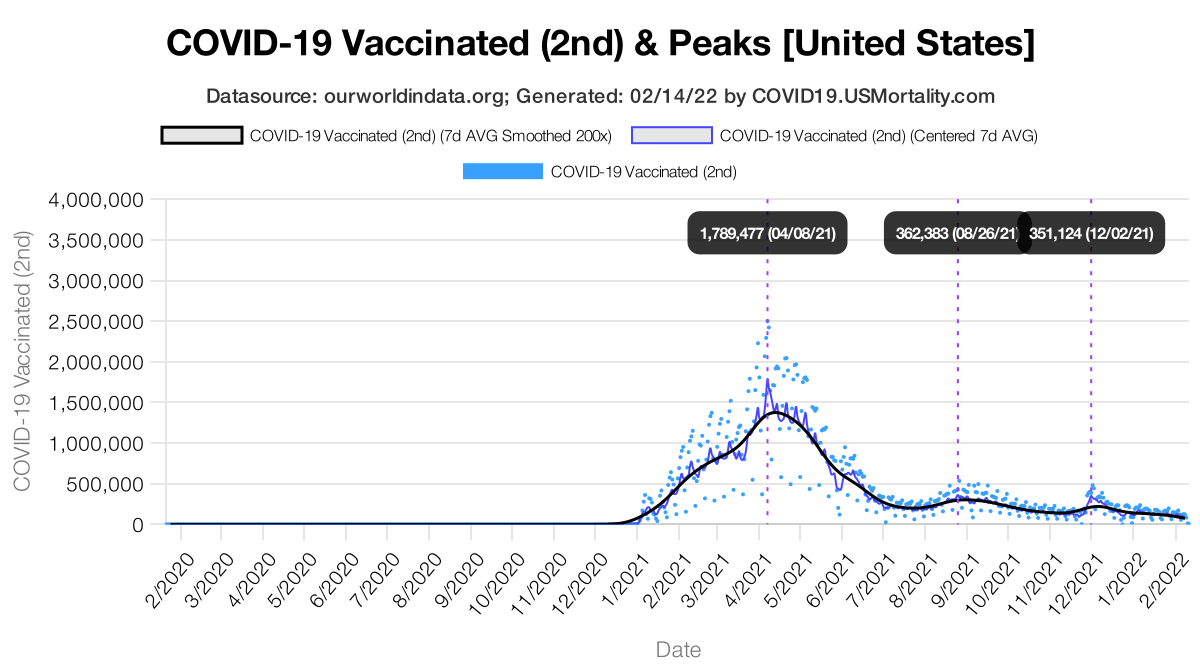 COVID-19 Vaccinated (2nd) & Peaks [United States]
Datasource: ourworldindata.org; Generated: 02/14/22 by COVID19.USMortality.com
COVID-19 Vaccinated (2nd) (7d AVG Smoothed 200x) COVID-19 Vaccinated (2nd) (Centered 7d AVG)
COVID-19 Vaccinated (2nd)
COVID-19 Vaccinated (2nd)
4,000,000
3,500,000
3,000,000
2,500,000
2,000,000
1,500,000
1,000,000
500,000
0
1,789,477 (04/08/21) 362,383 (08/26/21) 351,124 (12/02/21)
2/2020 3/2020 4/2020 5/2020 6/2020 7/2020 8/2020 9/2020 10/2020 11/2020 12/2020 1/2021 2/2021 3/2021 4/2021 5/2021 6/2021 7/2021 8/2021 9/2021 10/2021 11/2021 12/2021 1/2022 2/2022
Date